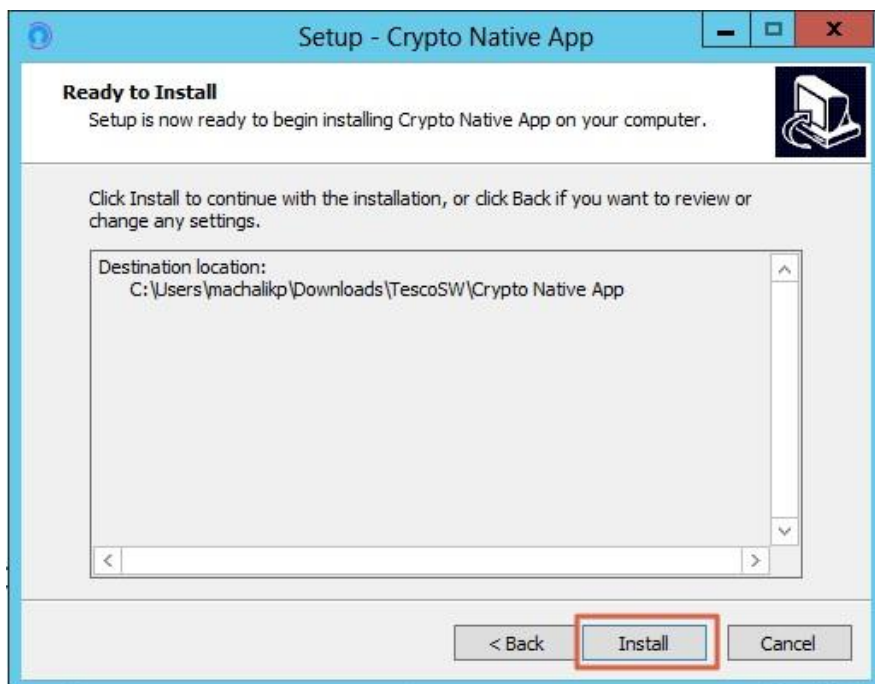 Setup - Crypto Native App
Ready to Install
Setup is now ready to begin installing Crypto Native App on your computer.
Click Install to continue with the installation, or click Back if you want to review or
change any settings.
Destination location:
C:\Users\machalikp\Downloads\TescoSW\Crypto Native App
< Back
Install
Cancel